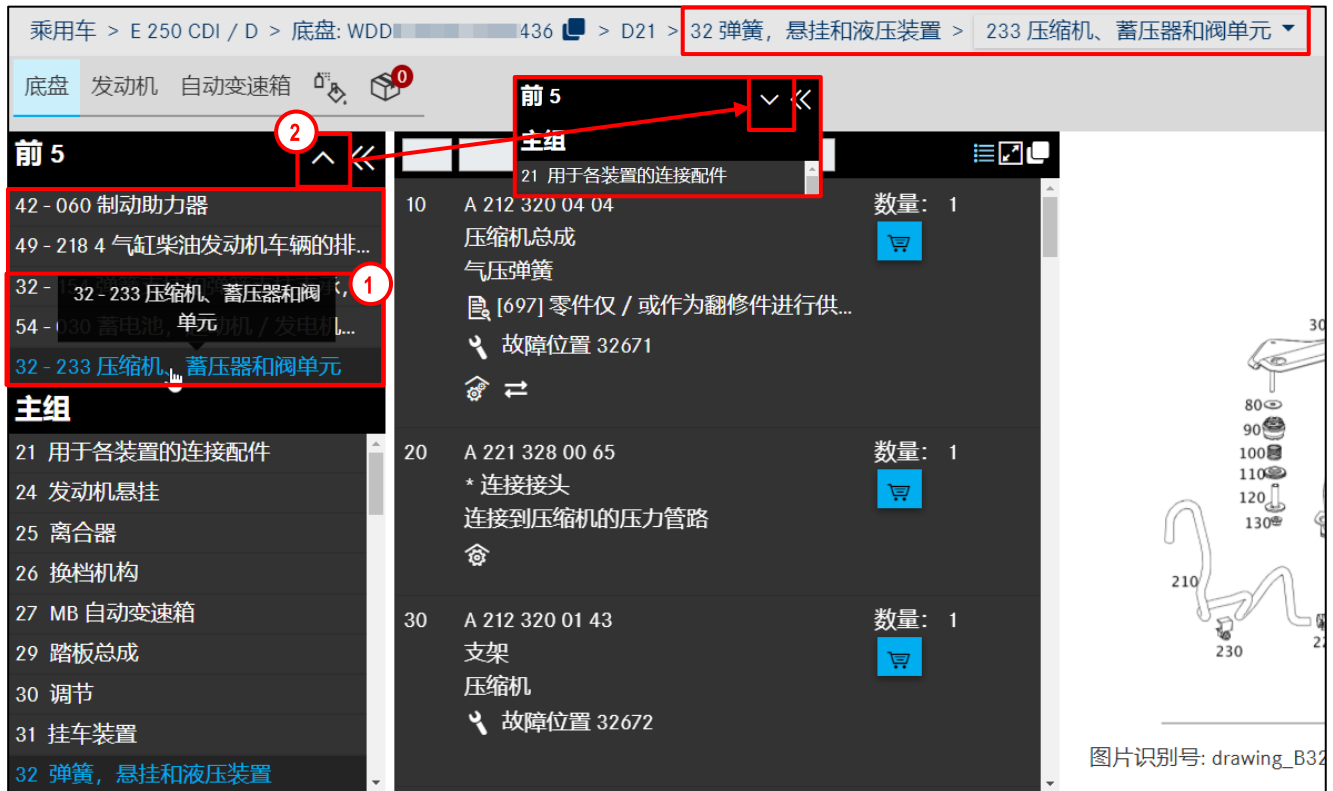 乘用车 > E 250 CDI / D > 底盘: WDD 436 > D21 > 32 弹簧，悬挂和液压装置 > 233 压缩机、蓄压器和阀单元
底盘 发动机 自动变速箱 0
前 5
主组
21 用于各装置的连接配件
2
前 5
42 - 060 制动助力器
49 - 218 4 气缸柴油发动机车辆的排...
32 -
1
32 - 233 压缩机、蓄压器和阀
单元
54 - 030 蓄电池,
32 - 233 压缩机、蓄压器和阀单元
主组
21 用于各装置的连接配件
24 发动机悬挂
25 离合器
26 换档机构
27 MB 自动变速箱
29 踏板总成
30 调节
31 挂车装置
32 弹簧，悬挂和液压装置
10 A 212 320 04 04 数量： 1
压缩机总成
气压弹簧
[697] 零件仅 / 或作为翻修件进行供...
故障位置 32671
20 A 221 328 00 65 数量： 1
* 连接接头
连接到压缩机的压力管路
30 A 212 320 01 43 数量： 1
支架
压缩机
故障位置 32672
30
80
90
100
110
120
130
210
230
图片识别号: drawing_B32